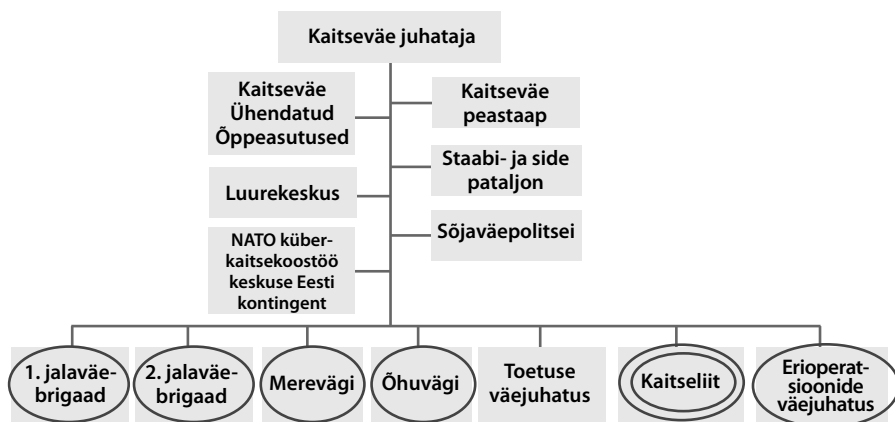 Kaitseväe juhataja
Kaitseväe
Ühendatud
Õppeasutused
Kaitseväe
peastaap
Staabi- ja side
pataljon
Luurekeskus
Sõjaväepolitsei
NATO küber-
kaitsekoostöö
keskuse Eesti
kontingent
1. jalaväe-
brigaad
2. jalaväe-
brigaad
Merevägi
Õhuvägi
Toetuse
väejuhatus
Kaitseliit
Erioperat-
sioonide
väejuhatus